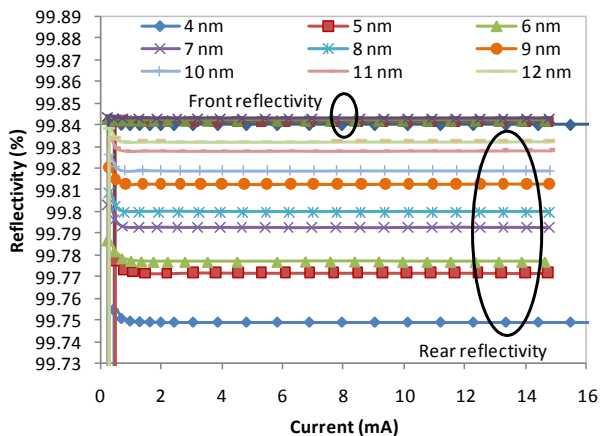 99.89
99.88
99.87
99.86
99.85
99.84
99.83
99.82
99.81
99.8
99.79
99.78
99.77
99.76
99.75
99.74
99.73
Reflectivity (%)
4 nm 5 nm 6 nm
7 nm 8 nm 9 nm
10 nm 11 nm 12 nm
Front reflectivity
Rear reflectivity
0 2 4 6 8 10 12 14 16
Current (mA)